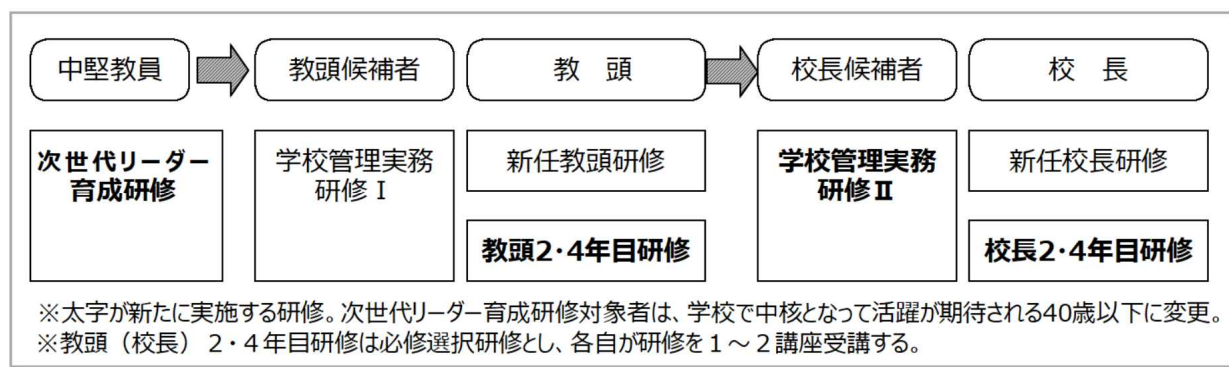 中堅教員
教頭候補者
教　頭
校長候補者
校　長
次世代リーダー
育成研修
学校管理実務
研修Ⅰ
新任教頭研修
教頭2・4年目研修
学校管理実務
研修Ⅱ
新任校長研修
校長2・4年目研修
※太字が新たに実施する研修。次世代リーダー育成研修対象者は、学校で中核となって活躍が期待される40歳以下に変更。
※教頭（校長）２・４年目研修は必修選択研修とし、各自が研修を１～２講座受講する。